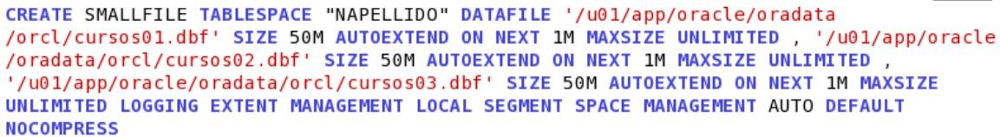 CREATE SMALLFILE TABLESPACE "NAPELLIDO" DATAFILE '/u01/app/oracle/oradata
/orcl/cursos01.dbf' SIZE 50M AUTOEXTEND ON NEXT 1M MAXSIZE UNLIMITED , '/u01/app/oracle
/oradata/orcl/cursos02.dbf' SIZE 50M AUTOEXTEND ON NEXT 1M MAXSIZE UNLIMITED ,
'/u01/app/oracle/oradata/orcl/cursos03.dbf' SIZE 50M AUTOEXTEND ON NEXT 1M MAXSIZE
UNLIMITED LOGGING EXTENT MANAGEMENT LOCAL SEGMENT SPACE MANAGEMENT AUTO DEFAULT
NOCOMPRESS